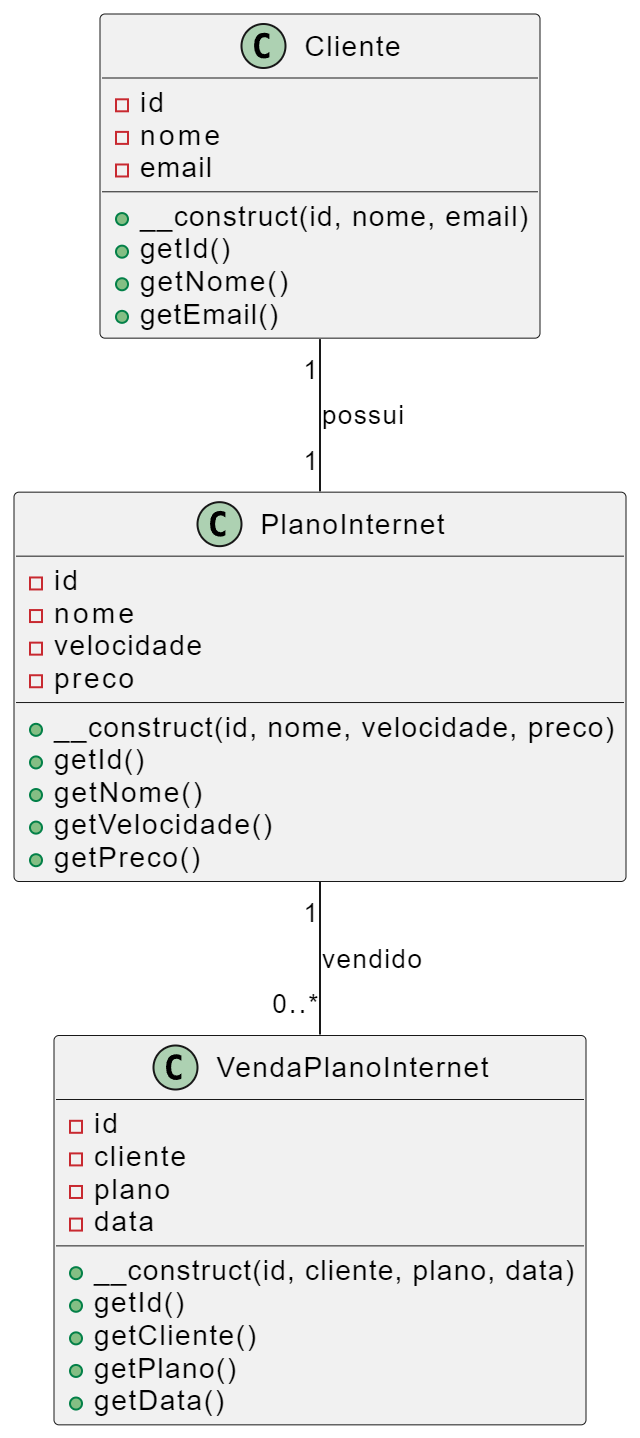 C Cliente
id
nome
email
__construct(id, nome, email)
getId()
getNome()
getEmail()
1
possui
1
C PlanoInternet
id
nome
velocidade
preco
__construct(id, nome, velocidade, preco)
getId()
getNome()
getVelocidade()
getPreco()
1
vendido
0..*
C VendaPlanoInternet
id
cliente
plano
data
__construct(id, cliente, plano, data)
getId()
getCliente()
getPlano()
getData()